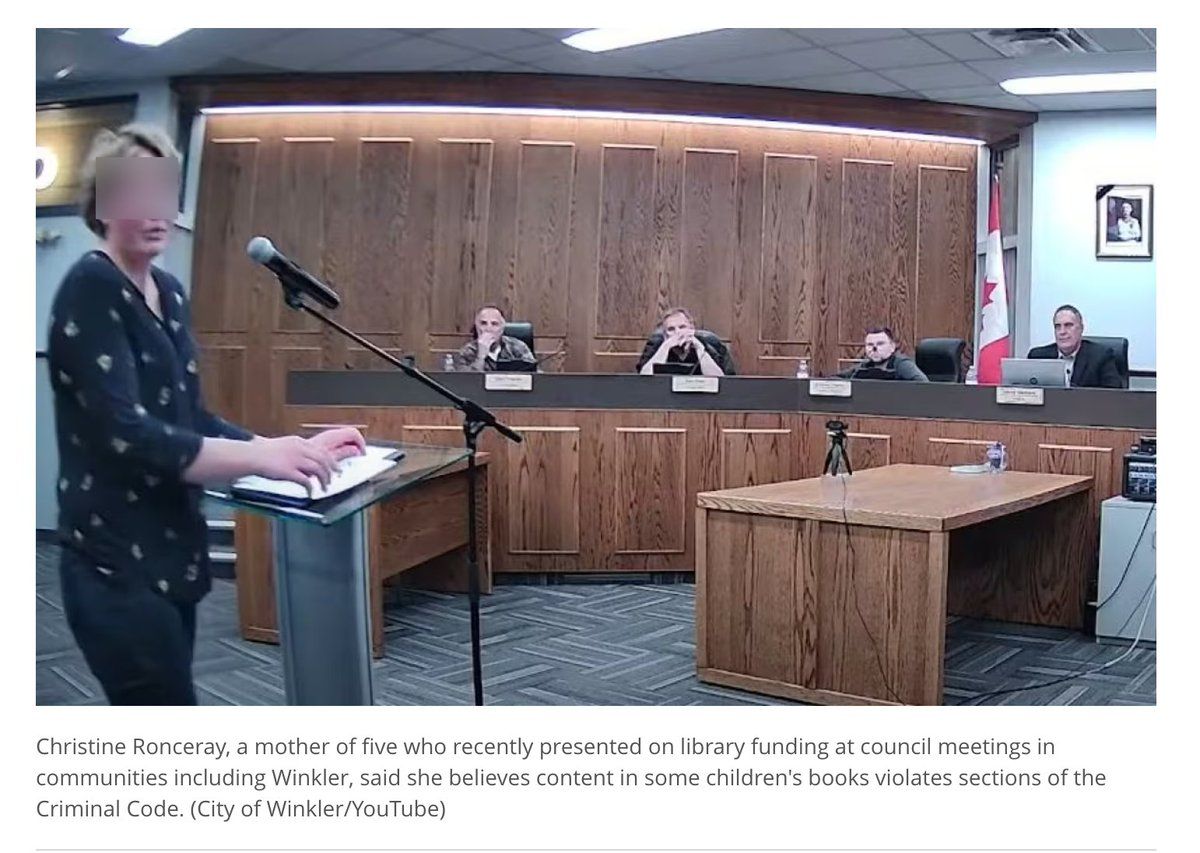 Christine Ronceray, a mother of five who recently presented on library funding at council meetings in
communities including Winkler, said she believes content in some children's books violates sections of the
Criminal Code. (City of Winkler/YouTube)